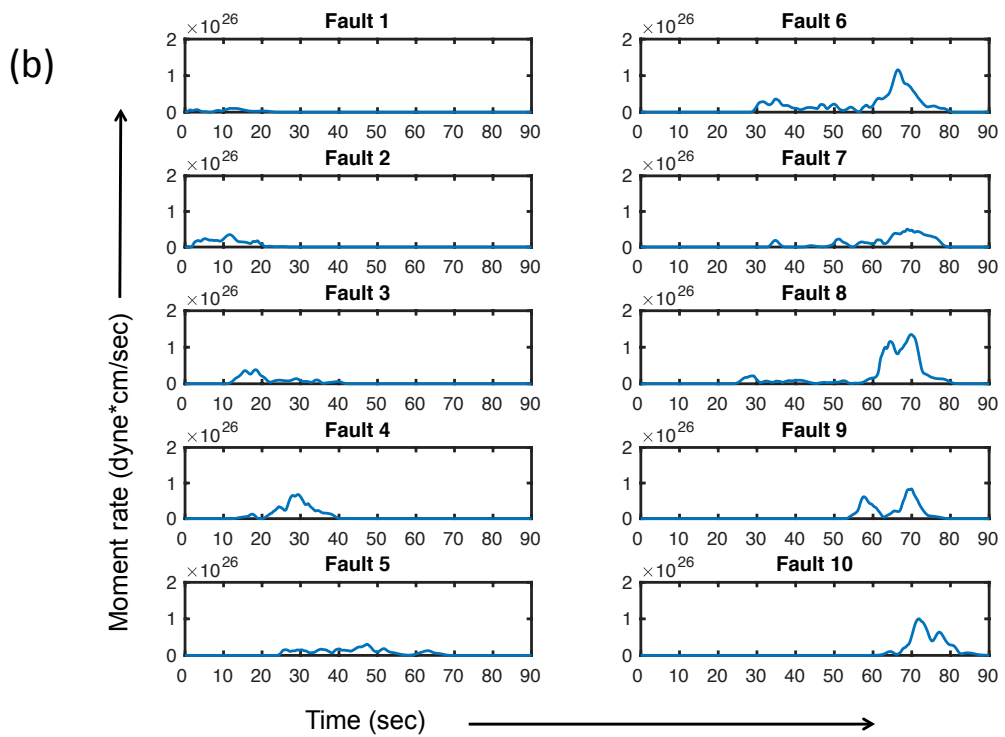 (b)
Moment rate (dyne*cm/sec)
Fault 1
×10^26
2
1
0
0 10 20 30 40 50 60 70 80 90
Fault 2
×10^26
2
1
0
0 10 20 30 40 50 60 70 80 90
Fault 3
×10^26
2
1
0
0 10 20 30 40 50 60 70 80 90
Fault 4
×10^26
2
1
0
0 10 20 30 40 50 60 70 80 90
Fault 5
×10^26
2
1
0
0 10 20 30 40 50 60 70 80 90
Fault 6
×10^26
2
1
0
0 10 20 30 40 50 60 70 80 90
Fault 7
×10^26
2
1
0
0 10 20 30 40 50 60 70 80 90
Fault 8
×10^26
2
1
0
0 10 20 30 40 50 60 70 80 90
Fault 9
×10^26
2
1
0
0 10 20 30 40 50 60 70 80 90
Fault 10
×10^26
2
1
0
0 10 20 30 40 50 60 70 80 90
Time (sec)